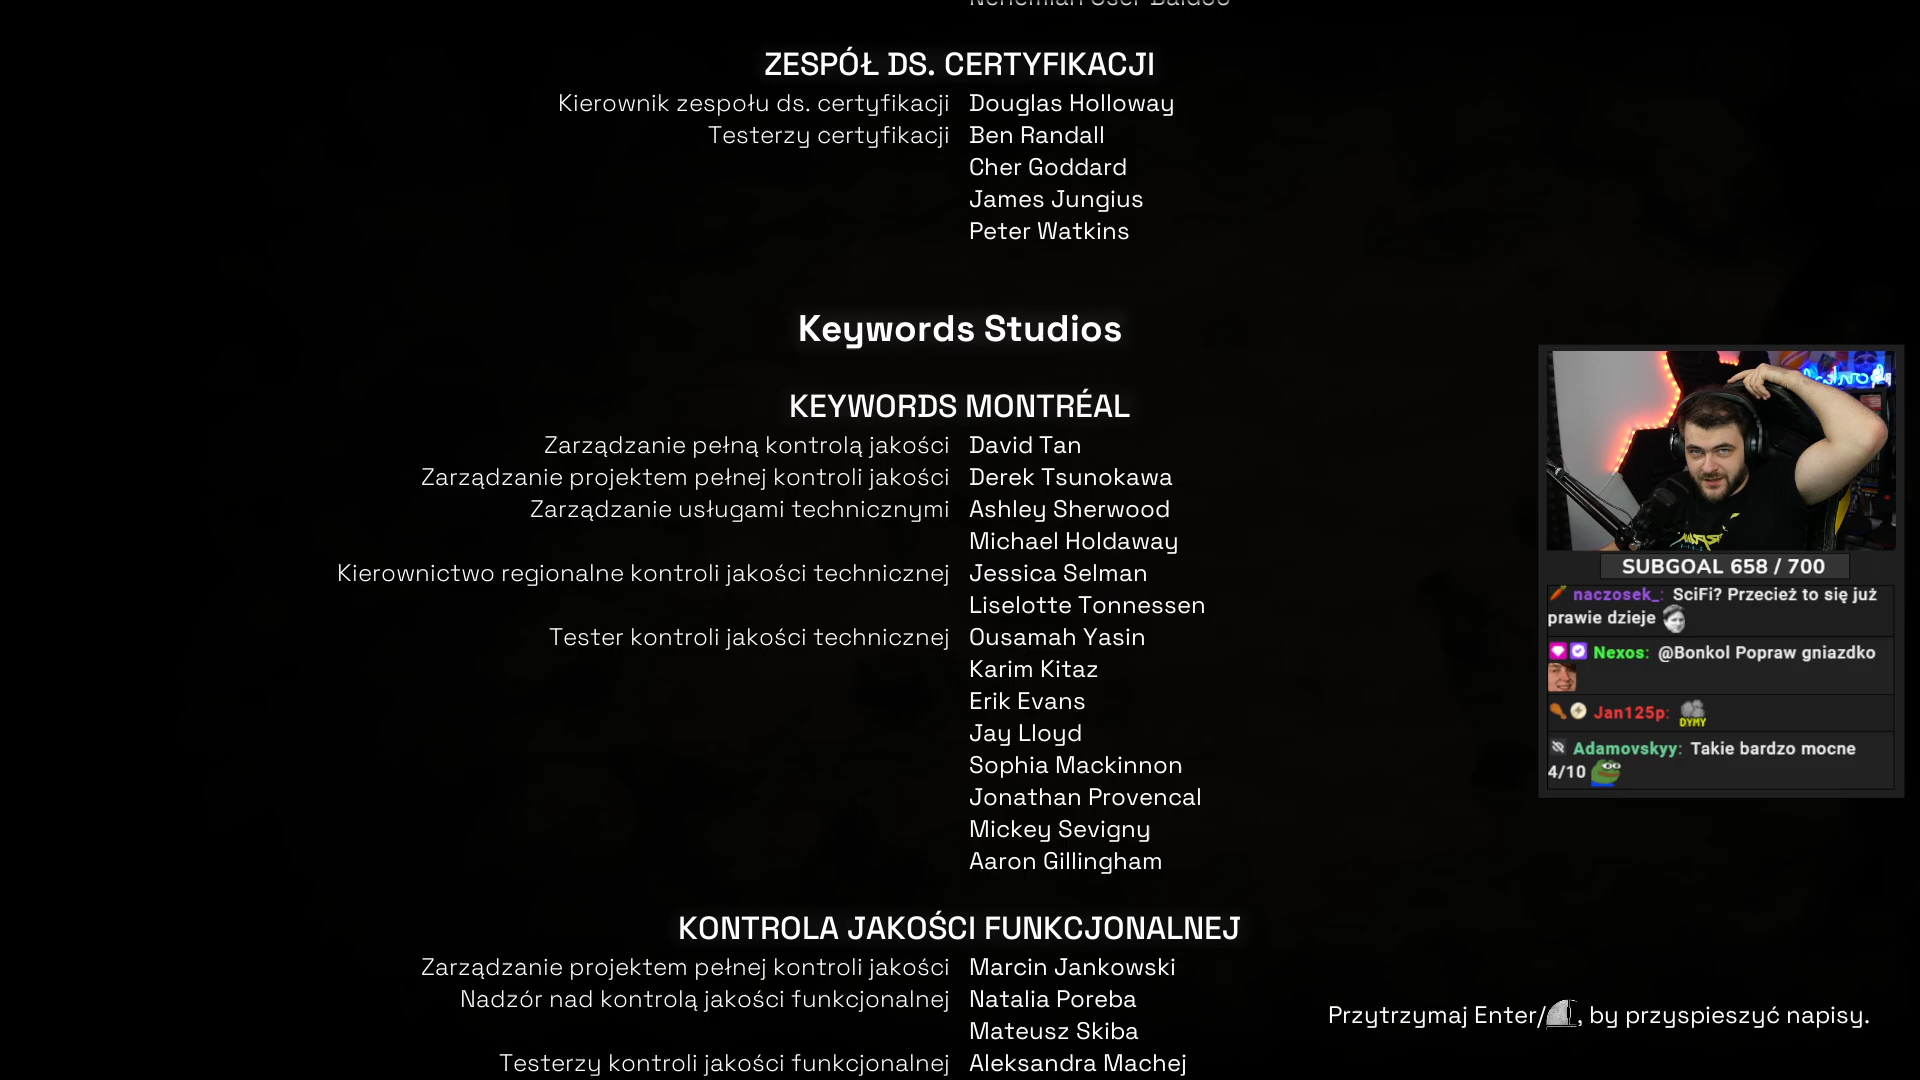 ZESPÓŁ DS. CERTYFIKACJI
Kierownik zespołu ds. certyfikacji Douglas Holloway
Testerzy certyfikacji Ben Randall
Cher Goddard
James Jungius
Peter Watkins
Keywords Studios
KEYWORDS MONTRÉAL
Zarządzanie pełną kontrolą jakości David Tan
Zarządzanie projektem pełnej kontroli jakości Derek Tsunokawa
Zarządzanie usługami technicznymi Ashley Sherwood
Michael Holdaway
Kierownictwo regionalne kontroli jakości technicznej Jessica Selman
Liselotte Tonnessen
Tester kontroli jakości technicznej Ousamah Yasin
Karim Kitaz
Erik Evans
Jay Lloyd
Sophia Mackinnon
Jonathan Provencal
Mickey Sevigny
Aaron Gillingham
KONTROLA JAKOŚCI FUNKCJONALNEJ
Zarządzanie projektem pełnej kontroli jakości Marcin Jankowski
Nadzór nad kontrolą jakości funkcjonalnej Natalia Poreba
Mateusz Skiba
Testerzy kontroli jakości funkcjonalnej Aleksandra Machej
SUBGOAL 658 / 700
naczosek_: SciFi? Przecież to się już
prawie dzieje
Nexos: @Bonkol Popraw gniazdko
Jan125p: DYMY
Adamovskyy: Takie bardzo mocne
4/10
Przytrzymaj Enter/, by przyspieszyć napisy.